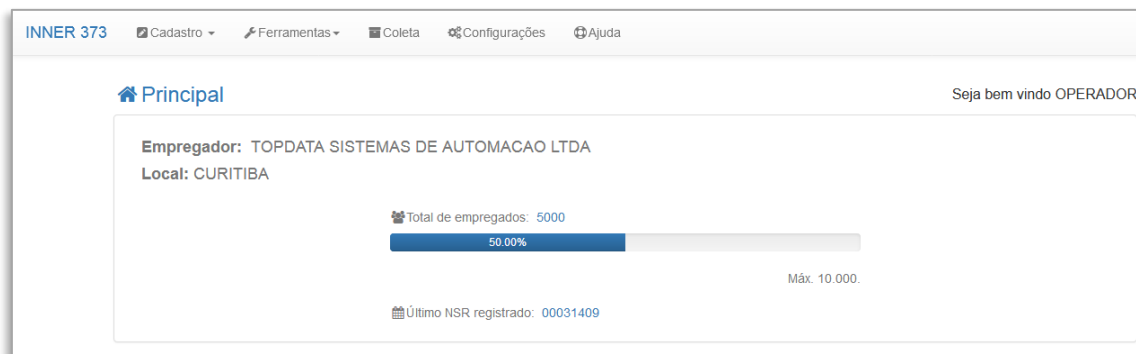 INNER 373 Cadastro Ferramentas Coleta Configurações Ajuda
Principal Seja bem vindo OPERADOR
Empregador: TOPDATA SISTEMAS DE AUTOMACAO LTDA
Local: CURITIBA
Total de empregados: 5000
50.00%
Máx. 10.000.
Último NSR registrado: 00031409